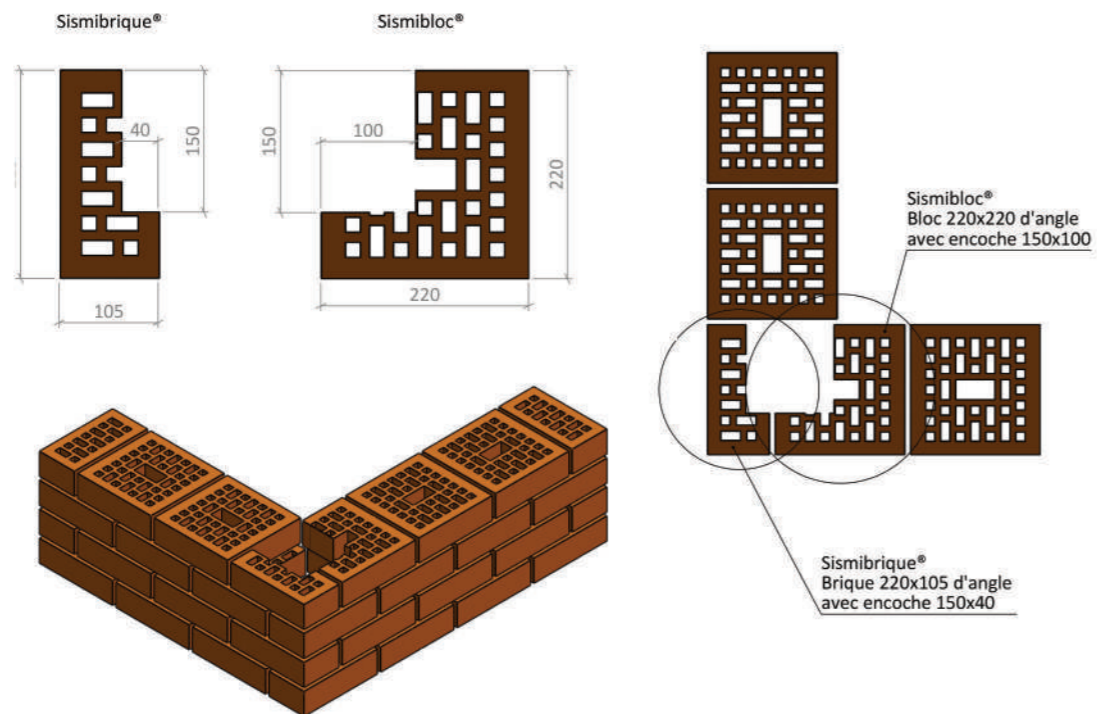 Sismibrique®
Sismibloc®
40
150
105
150
100
220
220
Sismibloc®
Bloc 220x220 d'angle
avec encoche 150x100
Sismibrique®
Brique 220x105 d'angle
avec encoche 150x40